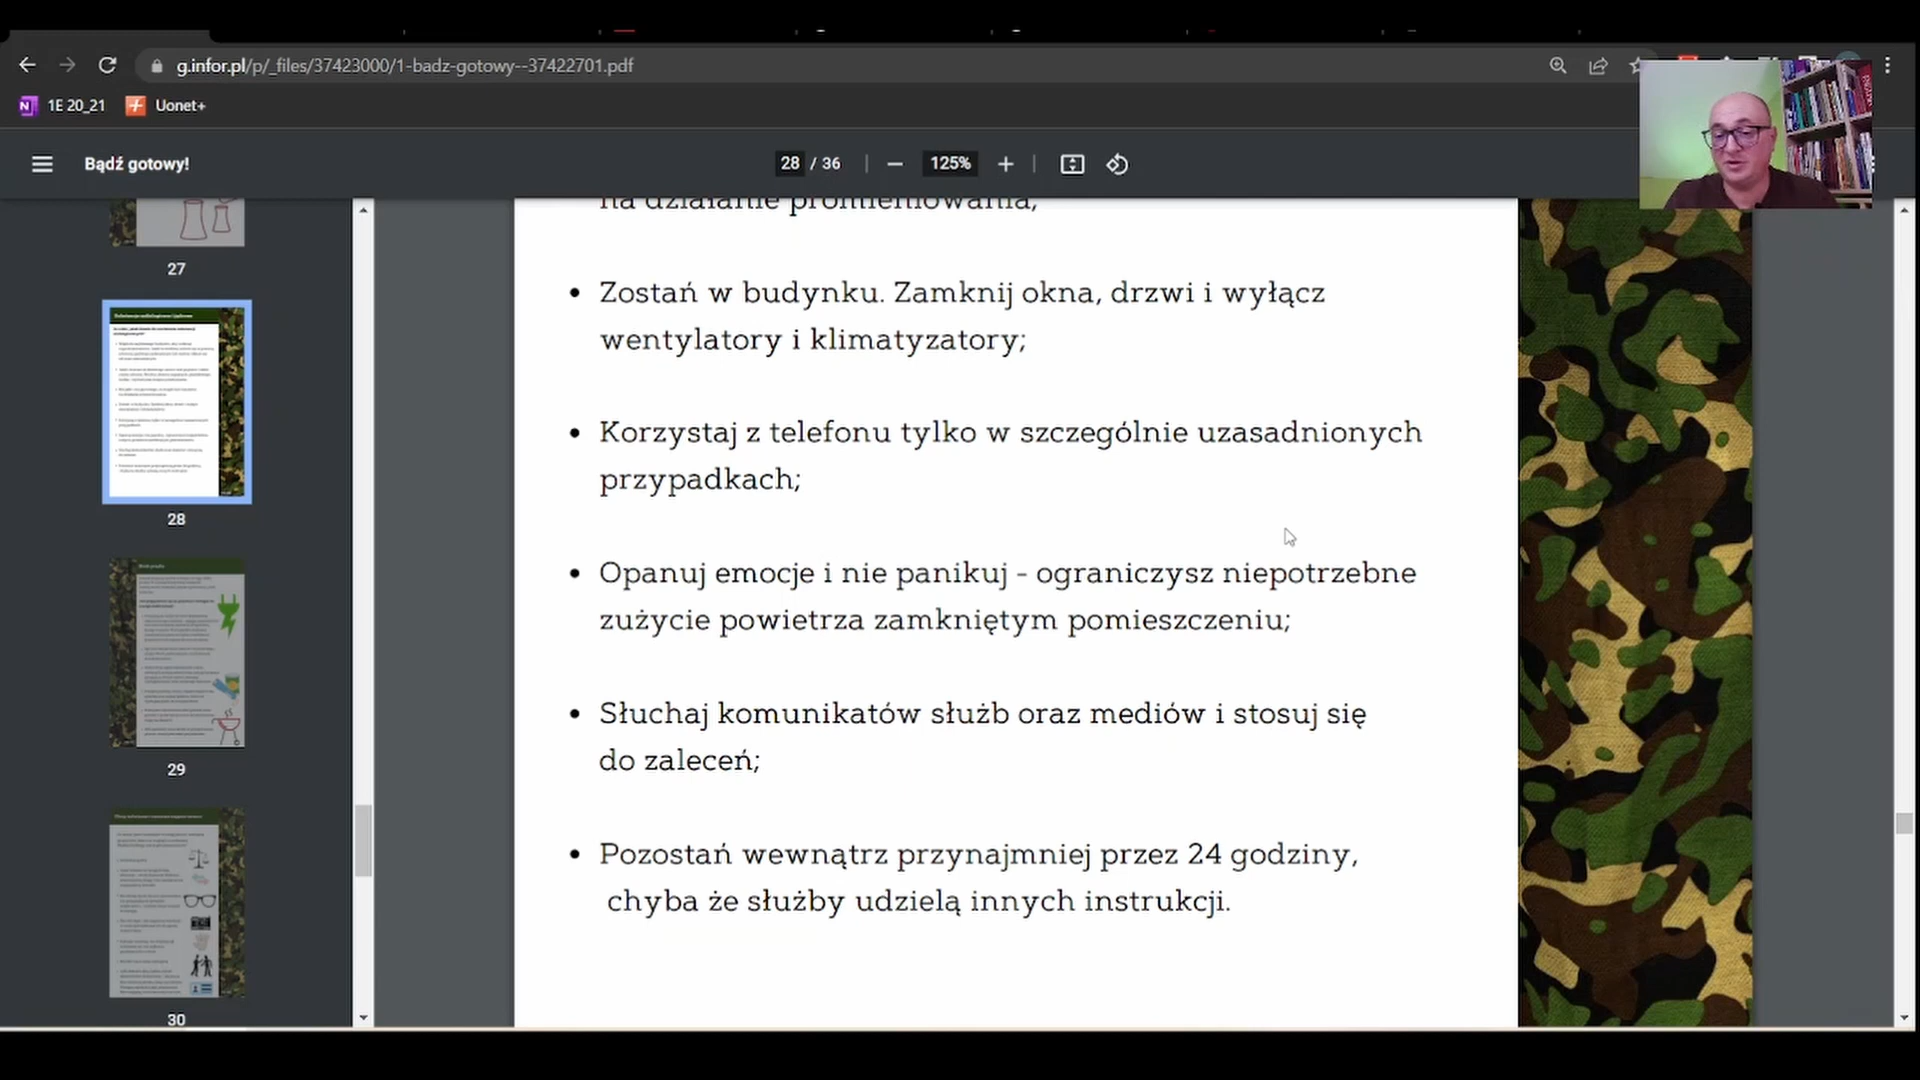 g.infor.pl/p/_files/37423000/1-badz-gotowy--37422701.pdf
1E 20_21
Uonet+
Bądź gotowy!
28 / 36
125%
na działanie promieniowania;
• Zostań w budynku. Zamknij okna, drzwi i wyłącz
wentylatory i klimatyzatory;
• Korzystaj z telefonu tylko w szczególnie uzasadnionych
przypadkach;
• Opanuj emocje i nie panikuj - ograniczysz niepotrzebne
zużycie powietrza zamkniętym pomieszczeniu;
• Słuchaj komunikatów służb oraz mediów i stosuj się
do zaleceń;
• Pozostań wewnątrz przynajmniej przez 24 godziny,
chyba że służby udzielą innych instrukcji.
27
28
29
30